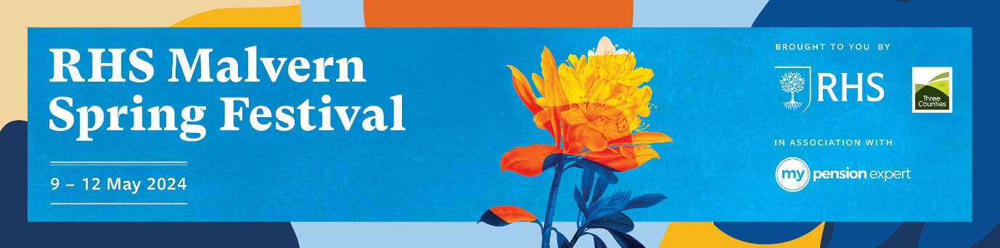 RHS Malvern
Spring Festival
9 – 12 May 2024
BROUGHT TO YOU BY
RHS
Three
Counties
IN ASSOCIATION WITH
my pension expert